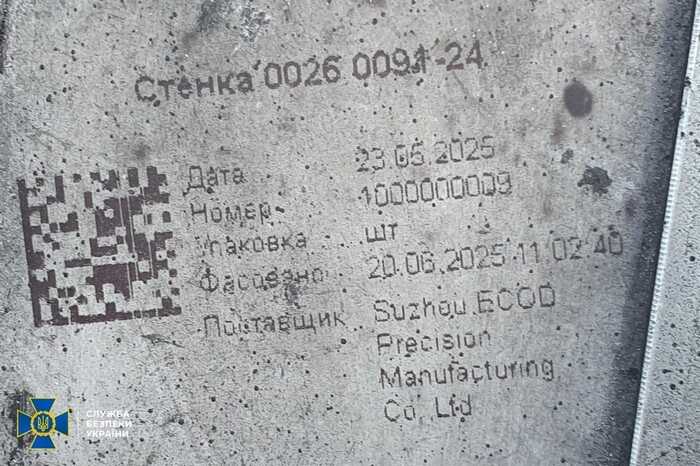 Стенка 0026 0091-24
Дата 23.05.2025
Номер 1000000009
Упаковка шт
Фасовано 20.06.2025 11 02 40
Поставщик Suzhou ECOD
Precision
Manufacturing
Co. Ltd
СЛУЖБА
БЕЗПЕКИ
УКРАЇНИ